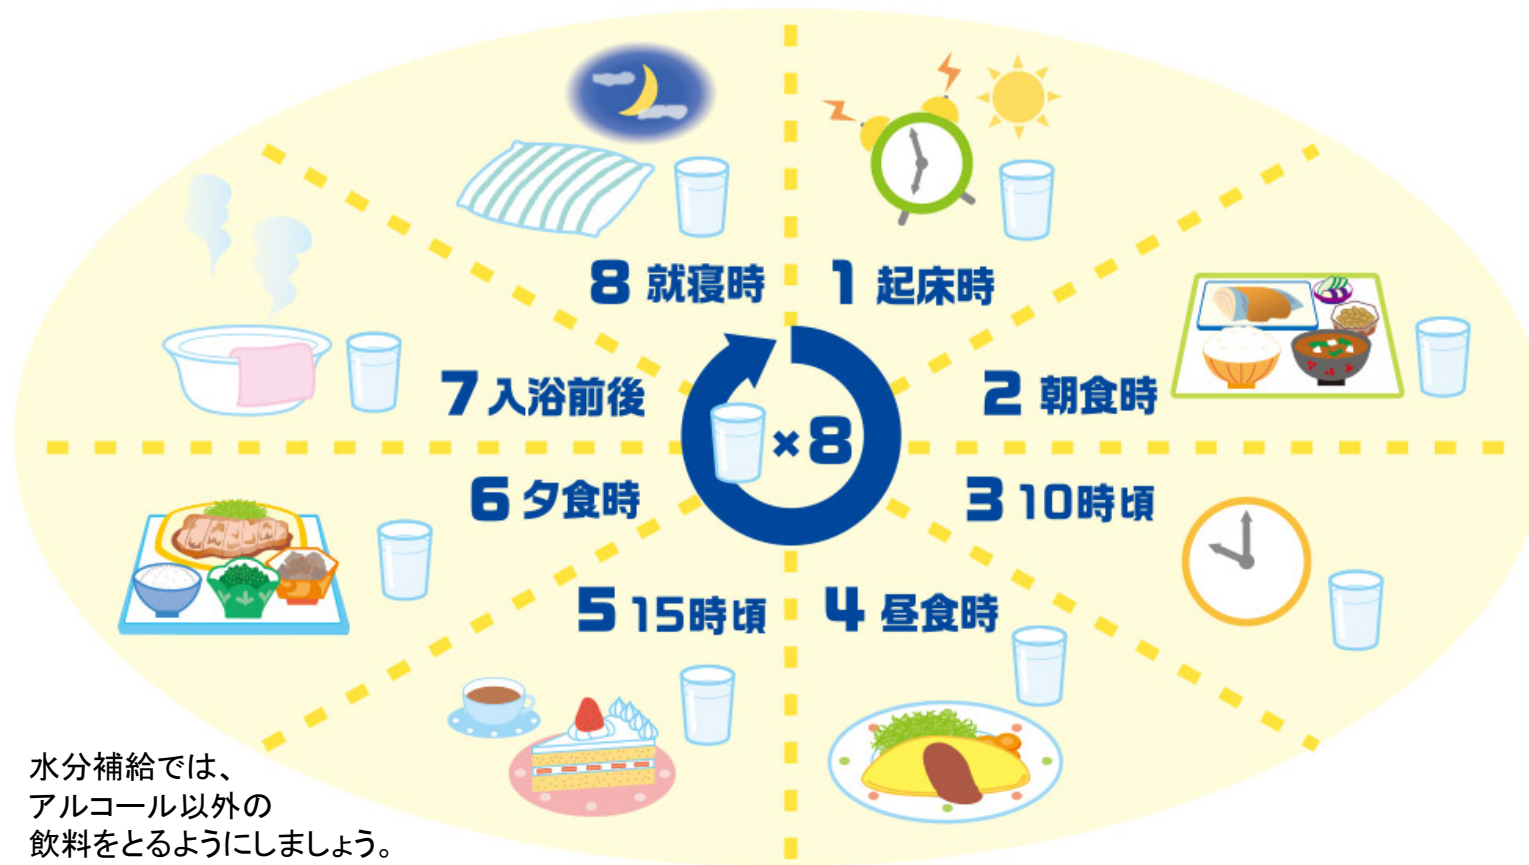 1 起床時
2 朝食時
3 10時頃
4 昼食時
5 15時頃
6 夕食時
7 入浴前後
8 就寝時
×8
水分補給では、
アルコール以外の
飲料をとるようにしましょう。